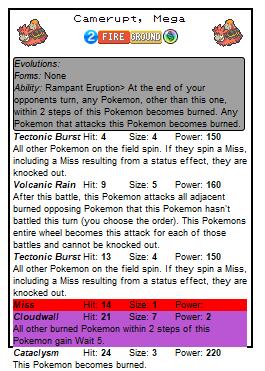 Camerupt, Mega
2 FIRE GROUND
Evolutions:
Forms: None
Ability: Rampant Eruption> At the end of your
opponents turn, any Pokemon, other than this one,
within 2 steps of this Pokemon becomes burned. Any
Pokemon that attacks this Pokemon becomes burned.
Tectonic Burst Hit: 4 Size: 4 Power: 150
All other Pokemon on the field spin. If they spin a Miss,
including a Miss resulting from a status effect, they are
knocked out.
Volcanic Rain Hit: 9 Size: 5 Power: 160
After this battle, this Pokemon attacks all adjacent
burned opposing Pokemon that this Pokemon hasn't
battled this turn (you choose the order). This Pokemons
entire wheel becomes this attack for each of those
battles and cannot be knocked out.
Tectonic Burst Hit: 13 Size: 4 Power: 150
All other Pokemon on the field spin. If they spin a Miss,
including a Miss resulting from a status effect, they are
knocked out.
Miss Hit: 14 Size: 1 Power:
Cloudwall Hit: 21 Size: 7 Power: 2
All other burned Pokemon within 2 steps of this
Pokemon gain Wait 5.
Cataclysm Hit: 24 Size: 3 Power: 220
This Pokemon becomes burned.